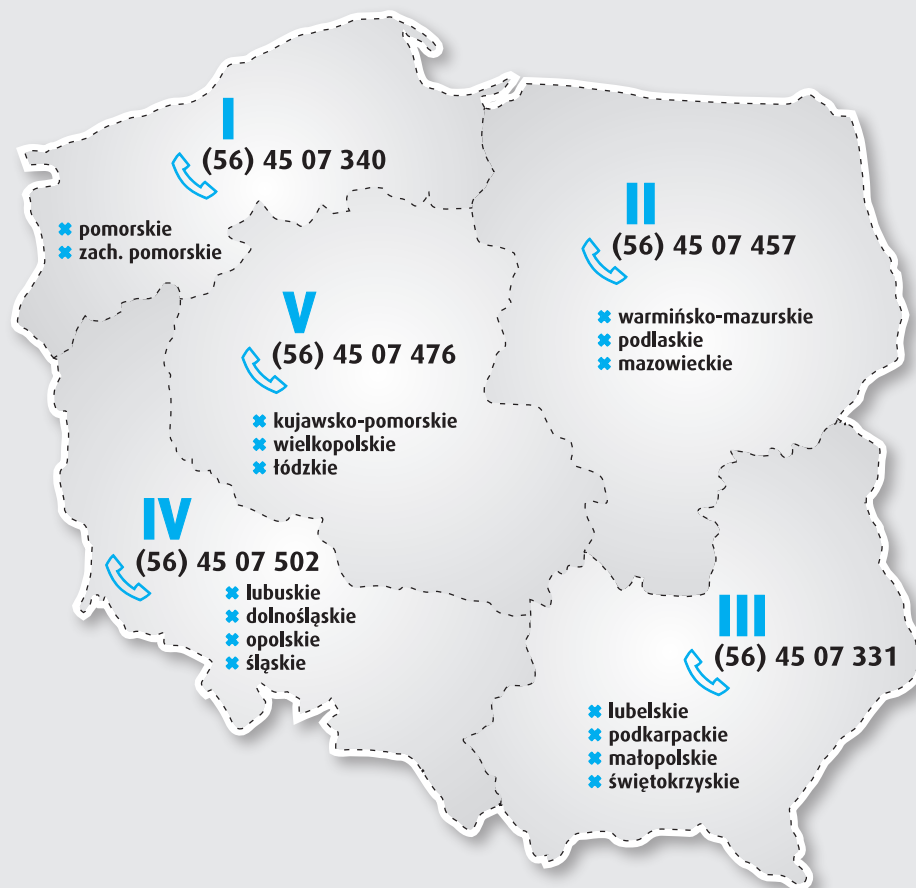 I
(56) 45 07 340
pomorskie
zach. pomorskie
II
(56) 45 07 457
warmińsko-mazurskie
podlaskie
mazowieckie
V
(56) 45 07 476
kujawsko-pomorskie
wielkopolskie
łódzkie
IV
(56) 45 07 502
lubuskie
dolnośląskie
opolskie
śląskie
III
(56) 45 07 331
lubelskie
podkarpackie
małopolskie
świętokrzyskie